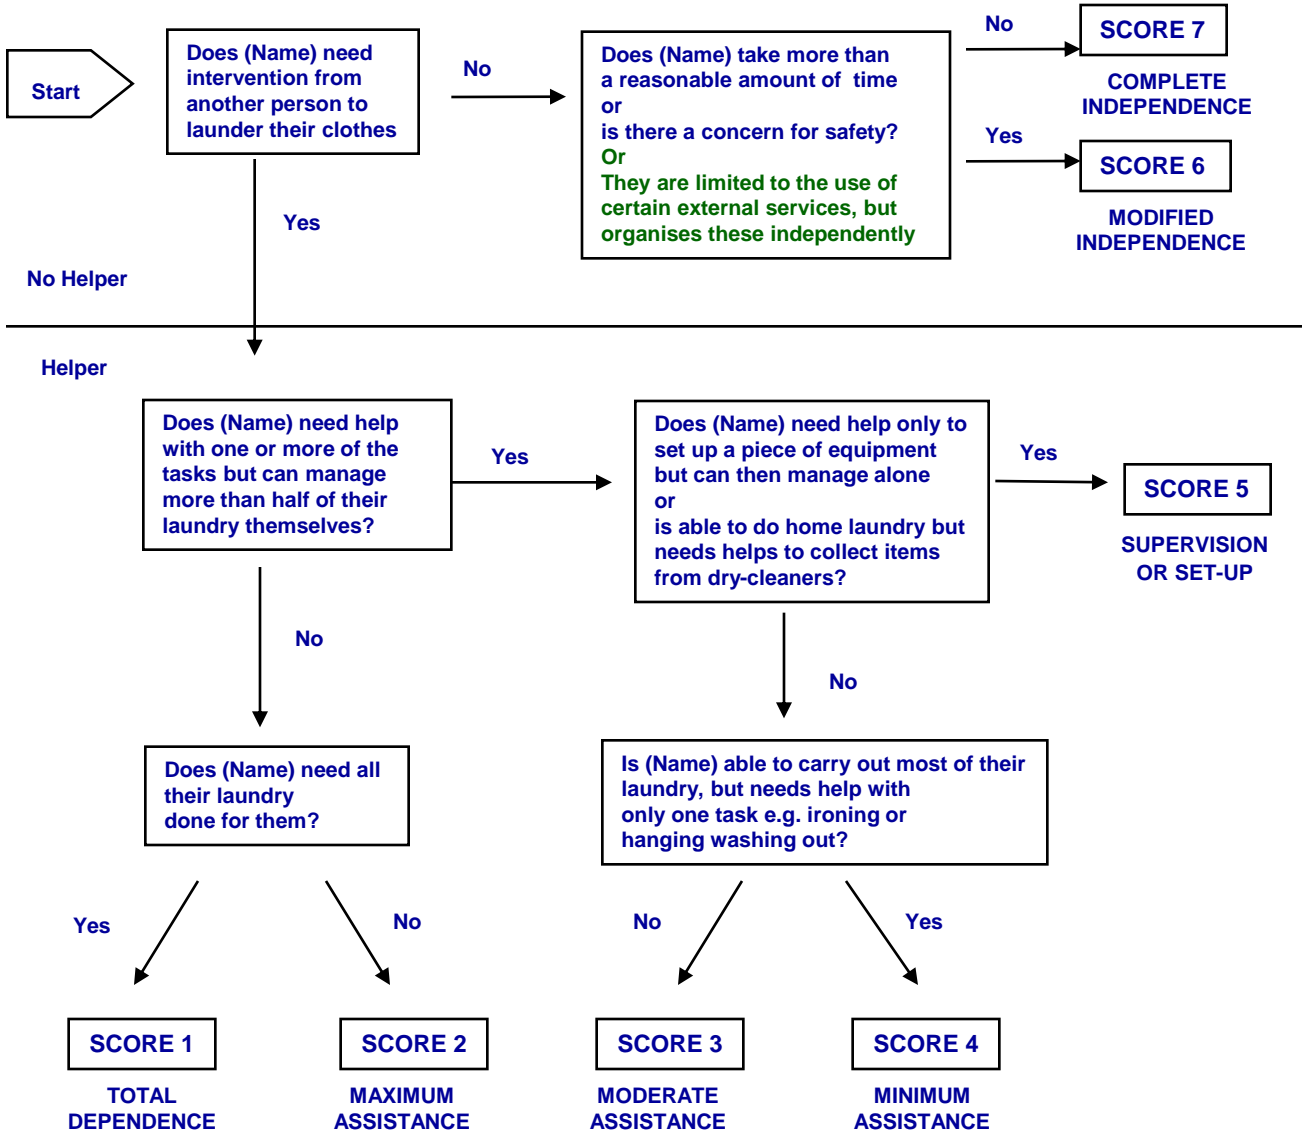 Start
Does (Name) need
intervention from
another person to
launder their clothes
No
Does (Name) take more than
a reasonable amount of time
or
is there a concern for safety?
Or
They are limited to the use of
certain external services, but
organises these independently
No
SCORE 7
COMPLETE
INDEPENDENCE
Yes
SCORE 6
MODIFIED
INDEPENDENCE
Yes
No Helper
Helper
Does (Name) need help
with one or more of the
tasks but can manage
more than half of their
laundry themselves?
Yes
Does (Name) need help only to
set up a piece of equipment
but can then manage alone
or
is able to do home laundry but
needs helps to collect items
from dry-cleaners?
Yes
SCORE 5
SUPERVISION
OR SET-UP
No
No
Does (Name) need all
their laundry
done for them?
Is (Name) able to carry out most of their
laundry, but needs help with
only one task e.g. ironing or
hanging washing out?
Yes
No
No
Yes
SCORE 1
TOTAL
DEPENDENCE
SCORE 2
MAXIMUM
ASSISTANCE
SCORE 3
MODERATE
ASSISTANCE
SCORE 4
MINIMUM
ASSISTANCE